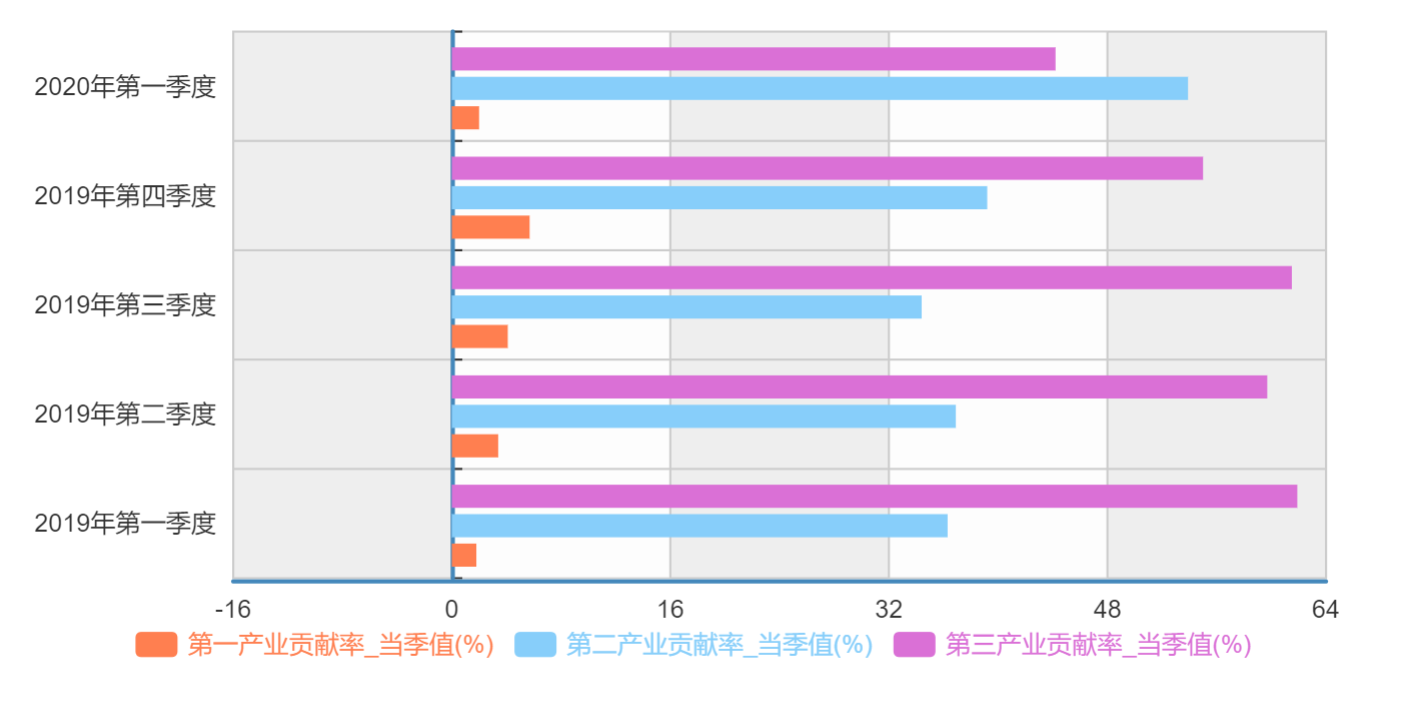 2020年第一季度
2019年第四季度
2019年第三季度
2019年第二季度
2019年第一季度
-16 0 16 32 48 64
第一产业贡献率_当季值(%) 第二产业贡献率_当季值(%) 第三产业贡献率_当季值(%)